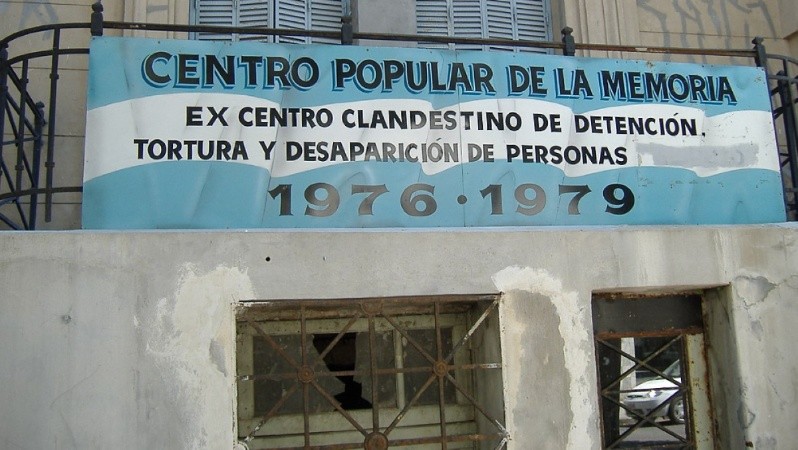 CENTRO POPULAR DE LA MEMORIA
EX CENTRO CLANDESTINO DE DETENCIÓN.
TORTURA Y DESAPARICIÓN DE PERSONAS
1976 · 1979